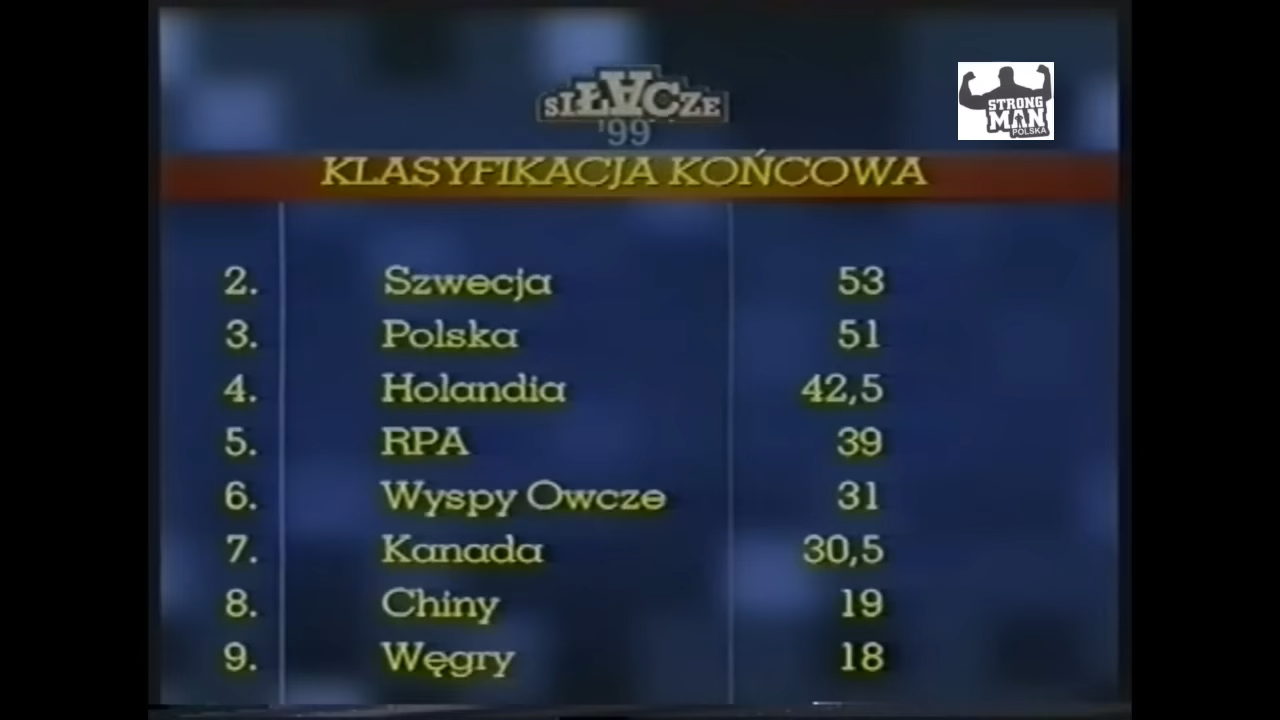 SIŁACZE
'99
STRONG
MAN
POLSKA
KLASYFIKACJA KOŃCOWA
2. Szwecja 53
3. Polska 51
4. Holandia 42,5
5. RPA 39
6. Wyspy Owcze 31
7. Kanada 30,5
8. Chiny 19
9. Węgry 18